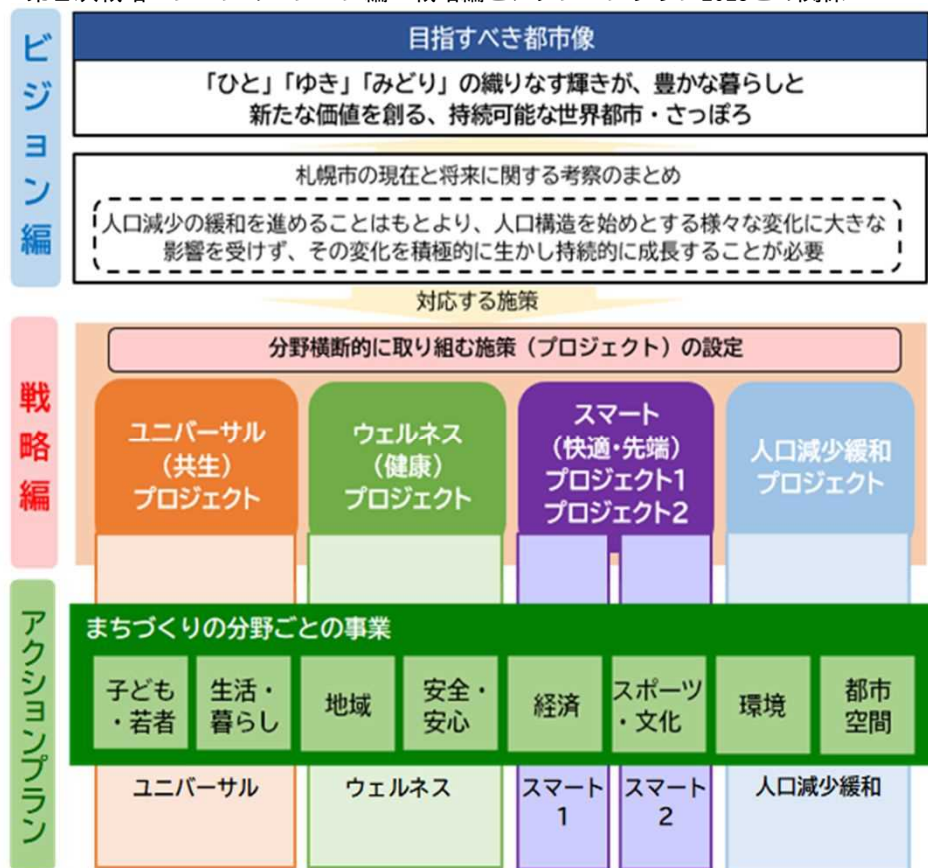 ビジョン編
目指すべき都市像
「ひと」「ゆき」「みどり」の織りなす輝きが、豊かな暮らしと
新たな価値を創る、持続可能な世界都市・さっぽろ
札幌市の現在と将来に関する考察のまとめ
人口減少の緩和を進めることはもとより、人口構造を始めとする様々な変化に大きな
影響を受けず、その変化を積極的に生かし持続的に成長することが必要
対応する施策
戦略編
分野横断的に取り組む施策（プロジェクト）の設定
ユニバーサル
（共生）
プロジェクト
ウェルネス
（健康）
プロジェクト
スマート
（快適・先端）
プロジェクト1
プロジェクト2
人口減少緩和
プロジェクト
アクションプラン
まちづくりの分野ごとの事業
子ども
・若者
生活・
暮らし
地域
安全・
安心
経済
スポーツ
・文化
環境
都市
空間
ユニバーサル
ウェルネス
スマート
1
スマート
2
人口減少緩和